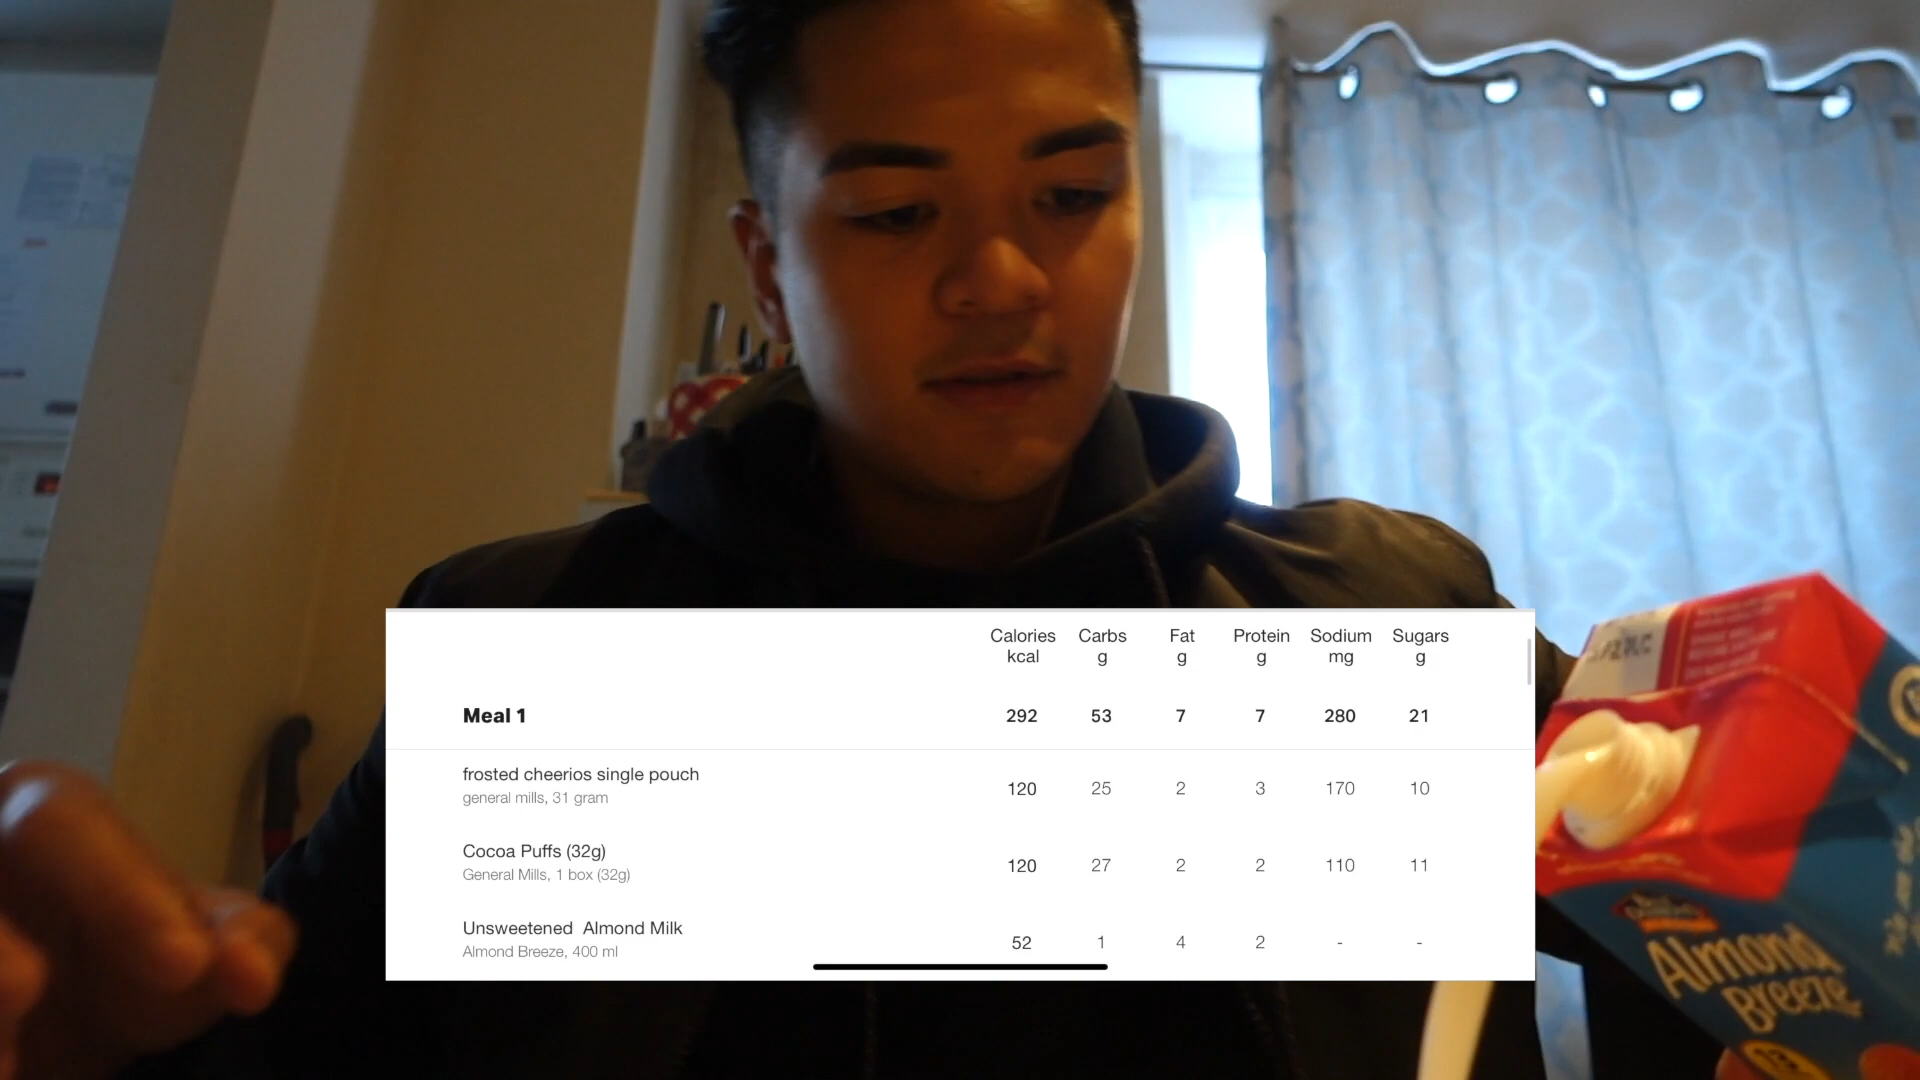 Calories Carbs Fat Protein Sodium Sugars
kcal g g g mg g
Meal 1 292 53 7 7 280 21
frosted cheerios single pouch 120 25 2 3 170 10
general mills, 31 gram
Cocoa Puffs (32g) 120 27 2 2 110 11
General Mills, 1 box (32g)
Unsweetened Almond Milk 52 1 4 2 - -
Almond Breeze, 400 ml
Almond
Breeze